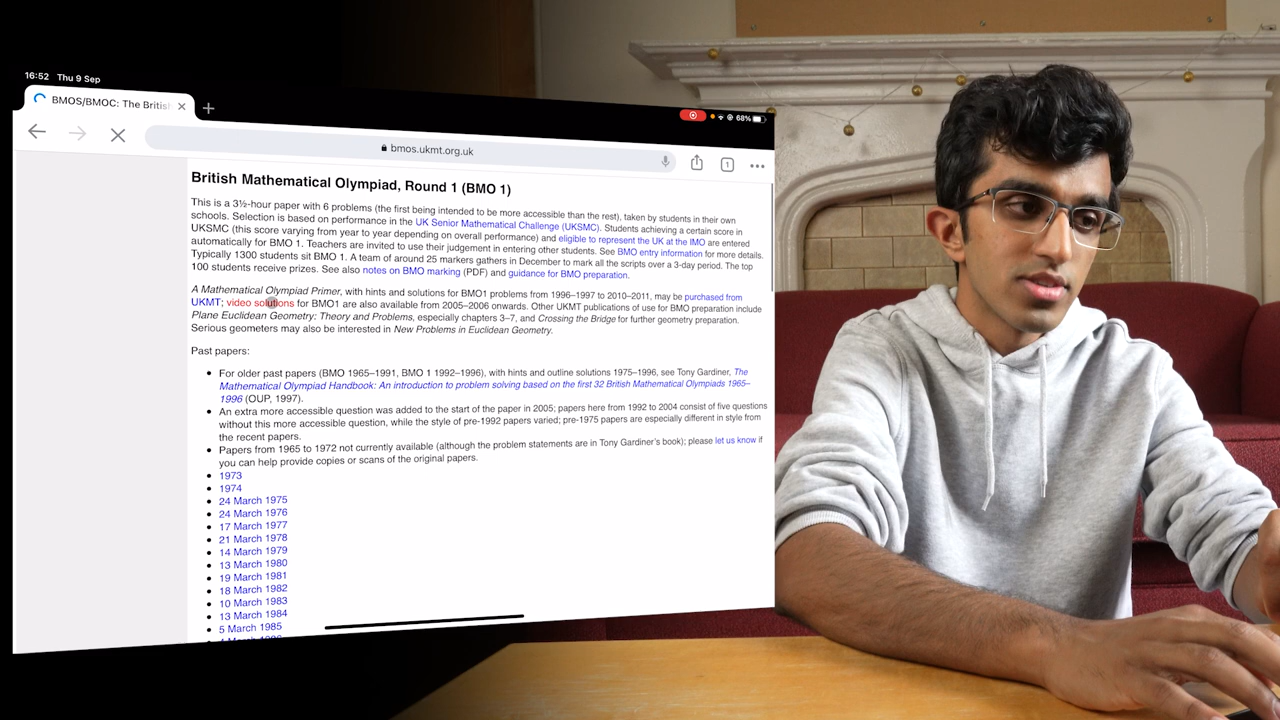 16:52 Thu 9 Sep
68%
BMOS/BMOC: The Britis
bmos.ukmt.org.uk
1
British Mathematical Olympiad, Round 1 (BMO 1)
This is a 3½-hour paper with 6 problems (the first being intended to be more accessible than the rest), taken by students in their own
schools. Selection is based on performance in the UK Senior Mathematical Challenge (UKSMC). Students achieving a certain score in
UKSMC (this score varying from year to year depending on overall performance) and eligible to represent the UK at the IMO are entered
automatically for BMO 1. Teachers are invited to use their judgement in entering other students. See BMO entry information for more details.
Typically 1300 students sit BMO 1. A team of around 25 markers gathers in December to mark all the scripts over a 3-day period. The top
100 students receive prizes. See also notes on BMO marking (PDF) and guidance for BMO preparation.
A Mathematical Olympiad Primer, with hints and solutions for BMO1 problems from 1996–1997 to 2010–2011, may be purchased from
UKMT; video solutions for BMO1 are also available from 2005–2006 onwards. Other UKMT publications of use for BMO preparation include
Plane Euclidean Geometry: Theory and Problems, especially chapters 3–7, and Crossing the Bridge for further geometry preparation.
Serious geometers may also be interested in New Problems in Euclidean Geometry.
Past papers:
• For older past papers (BMO 1965–1991, BMO 1 1992–1996), with hints and outline solutions 1975–1996, see Tony Gardiner, The
Mathematical Olympiad Handbook: An introduction to problem solving based on the first 32 British Mathematical Olympiads 1965–
1996 (OUP, 1997).
• An extra more accessible question was added to the start of the paper in 2005; papers here from 1992 to 2004 consist of five questions
without this more accessible question, while the style of pre-1992 papers varied; pre-1975 papers are especially different in style from
the recent papers.
• Papers from 1965 to 1972 not currently available (although the problem statements are in Tony Gardiner's book); please let us know if
you can help provide copies or scans of the original papers.
• 1973
• 1974
• 24 March 1975
• 24 March 1976
• 17 March 1977
• 21 March 1978
• 14 March 1979
• 13 March 1980
• 19 March 1981
• 18 March 1982
• 10 March 1983
• 13 March 1984
• 5 March 1985